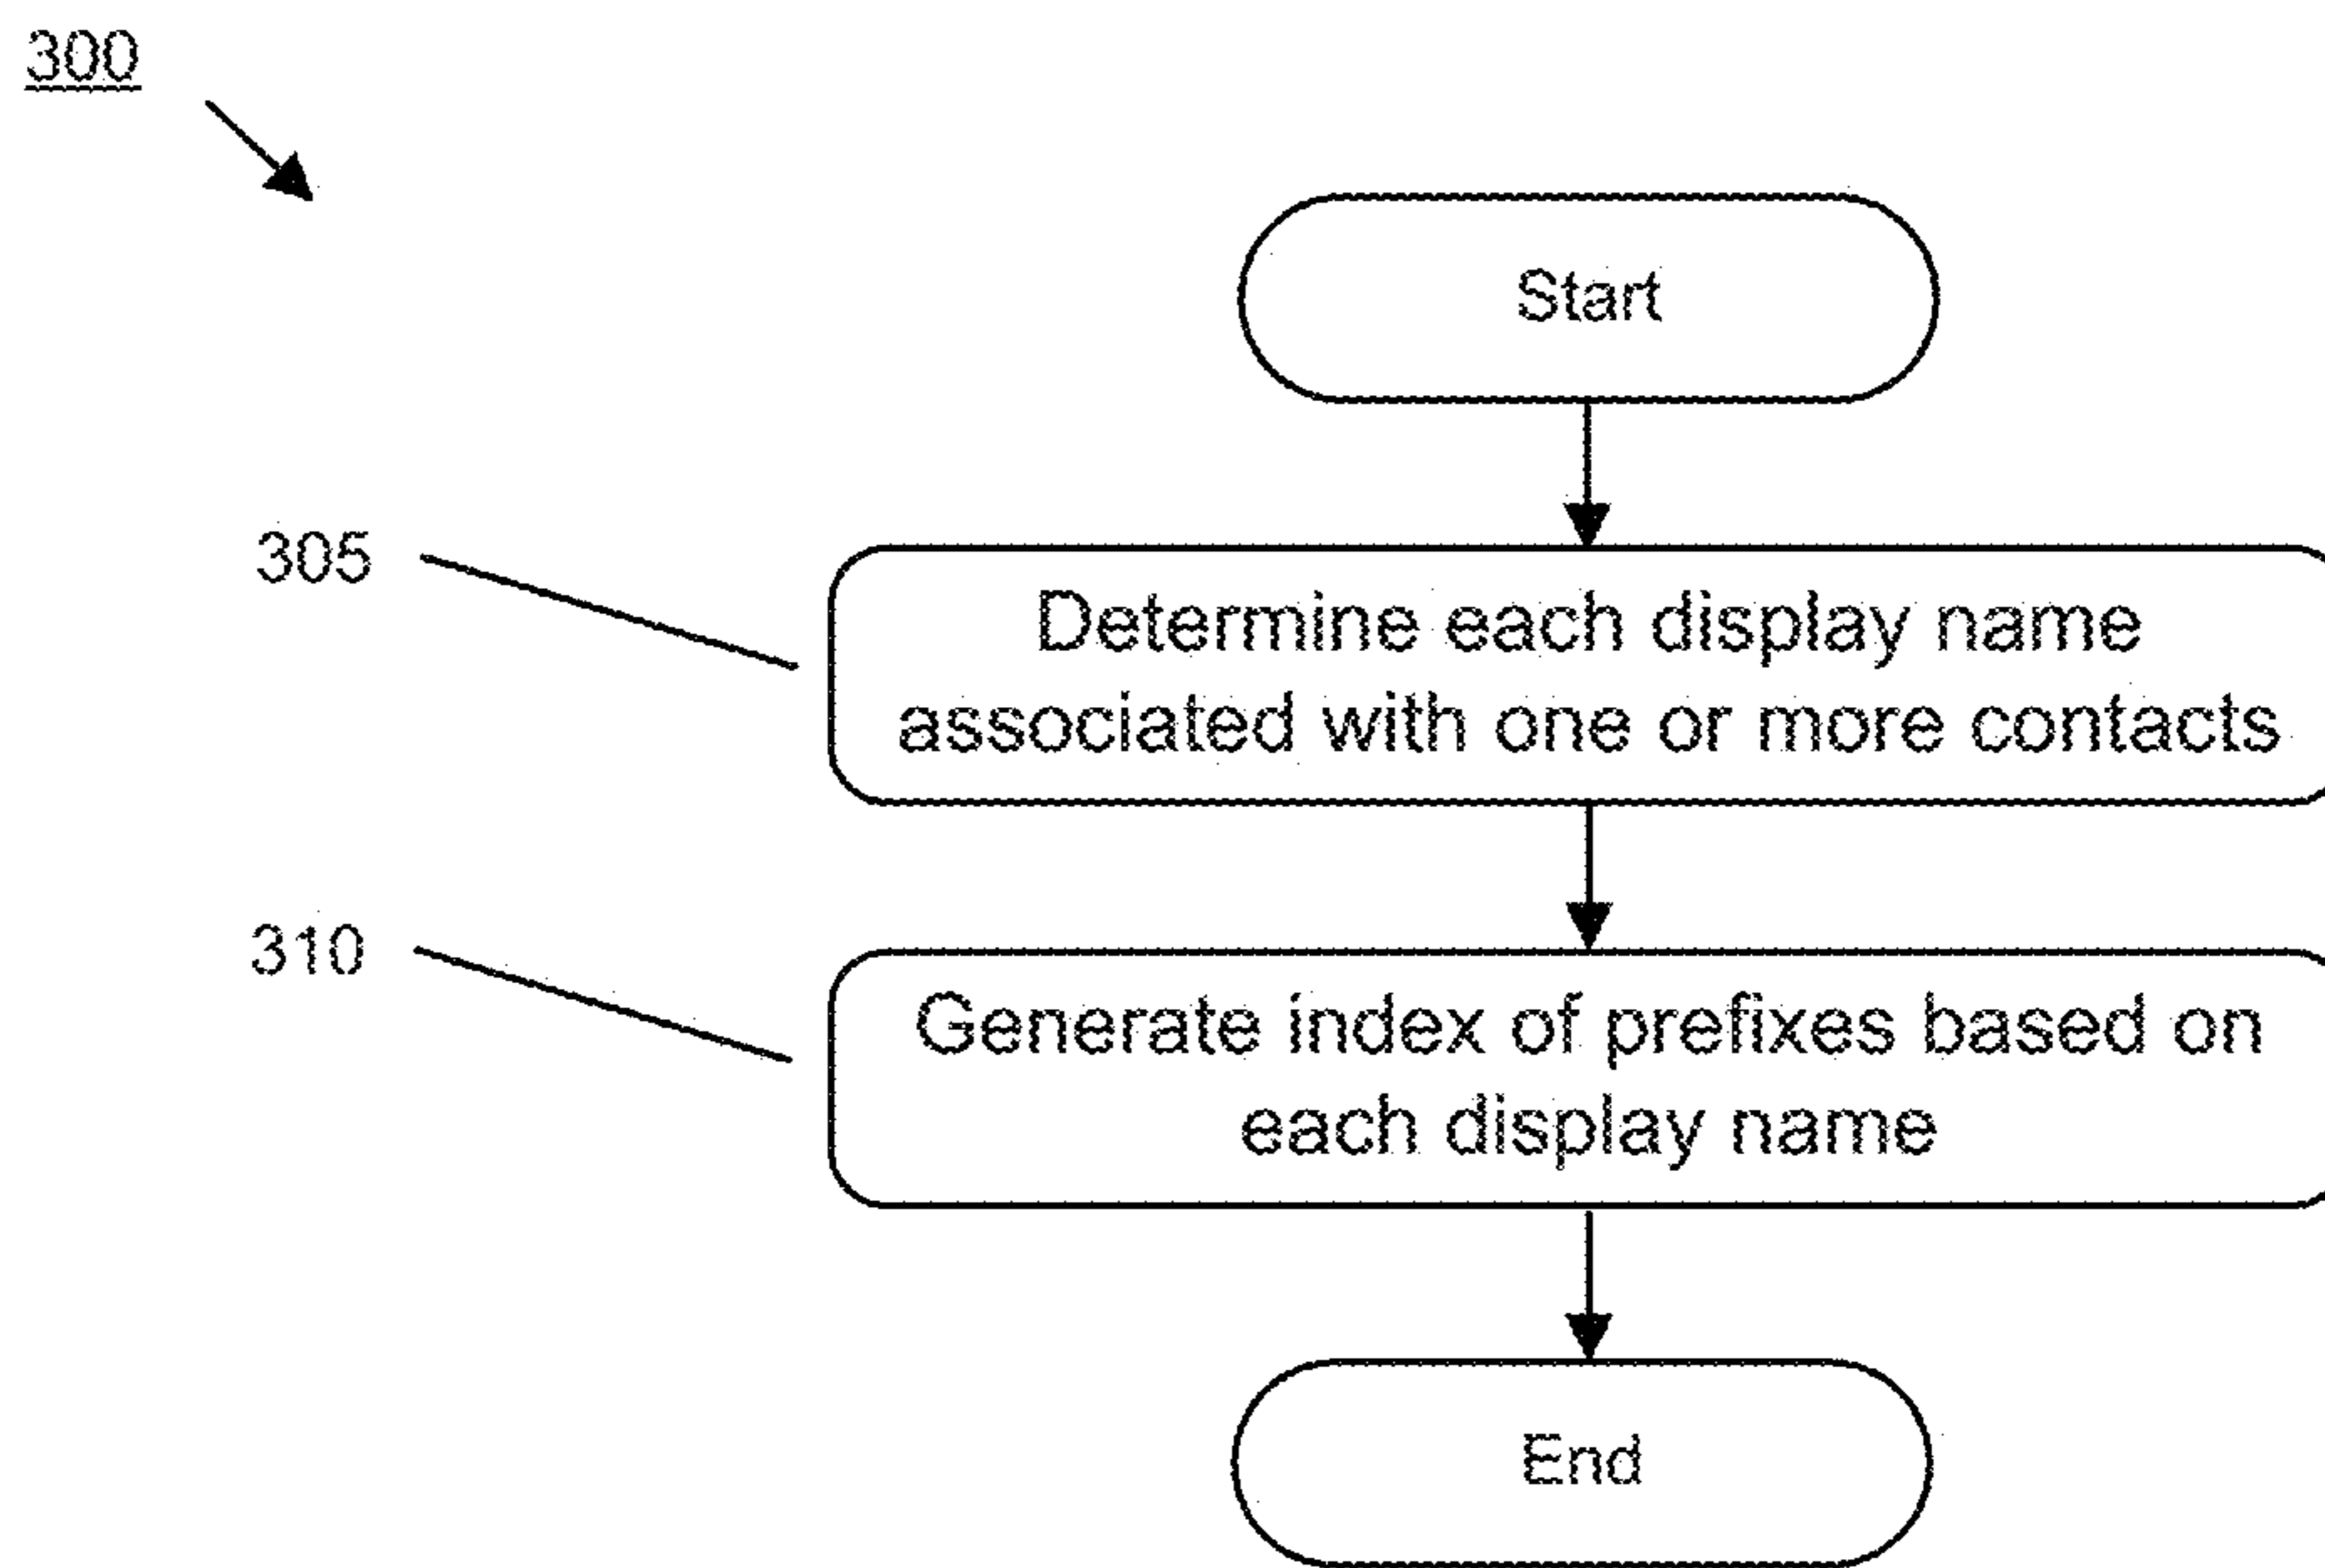 300
Start
305
Determine each display name
associated with one or more contacts
310
Generate index of prefixes based on
each display name
End